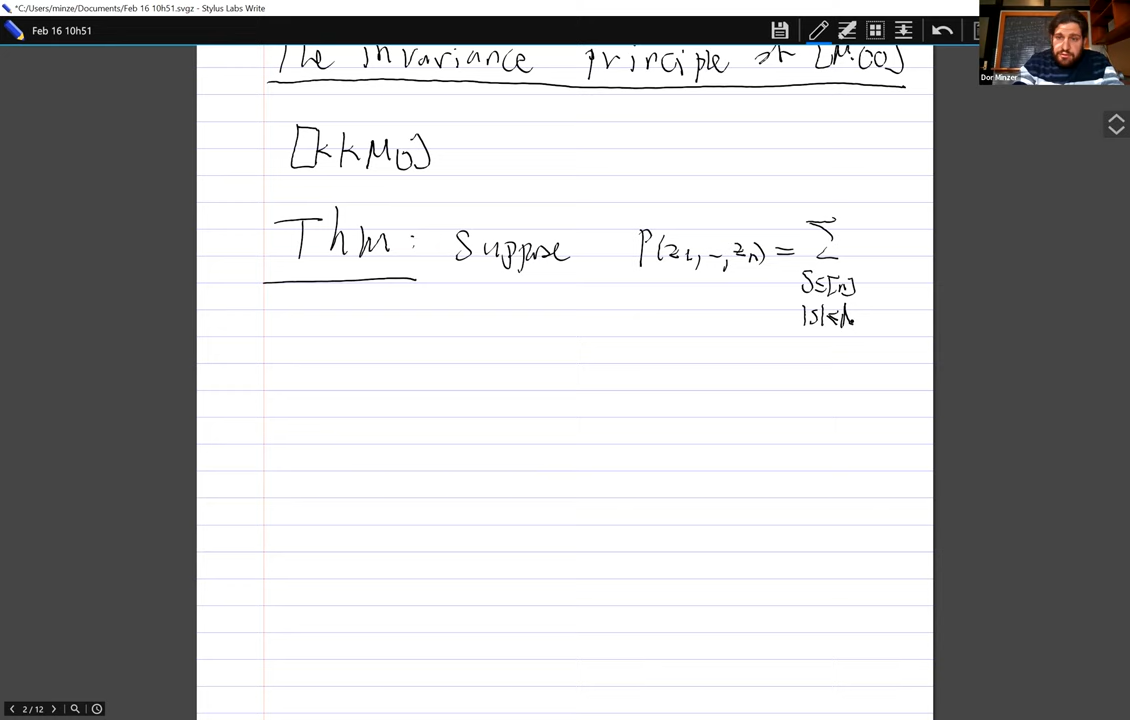 *C:/Users/minze/Documents/Feb 16 10h51.svgz - Stylus Labs Write
Feb 16 10h51
Dor Minzer
The invariance principle of [MOO]
[KKMO]
Thm: Suppose P(z₁, ~, zₙ) = Σ
S⊆[n]
|S|≤d
2 / 12